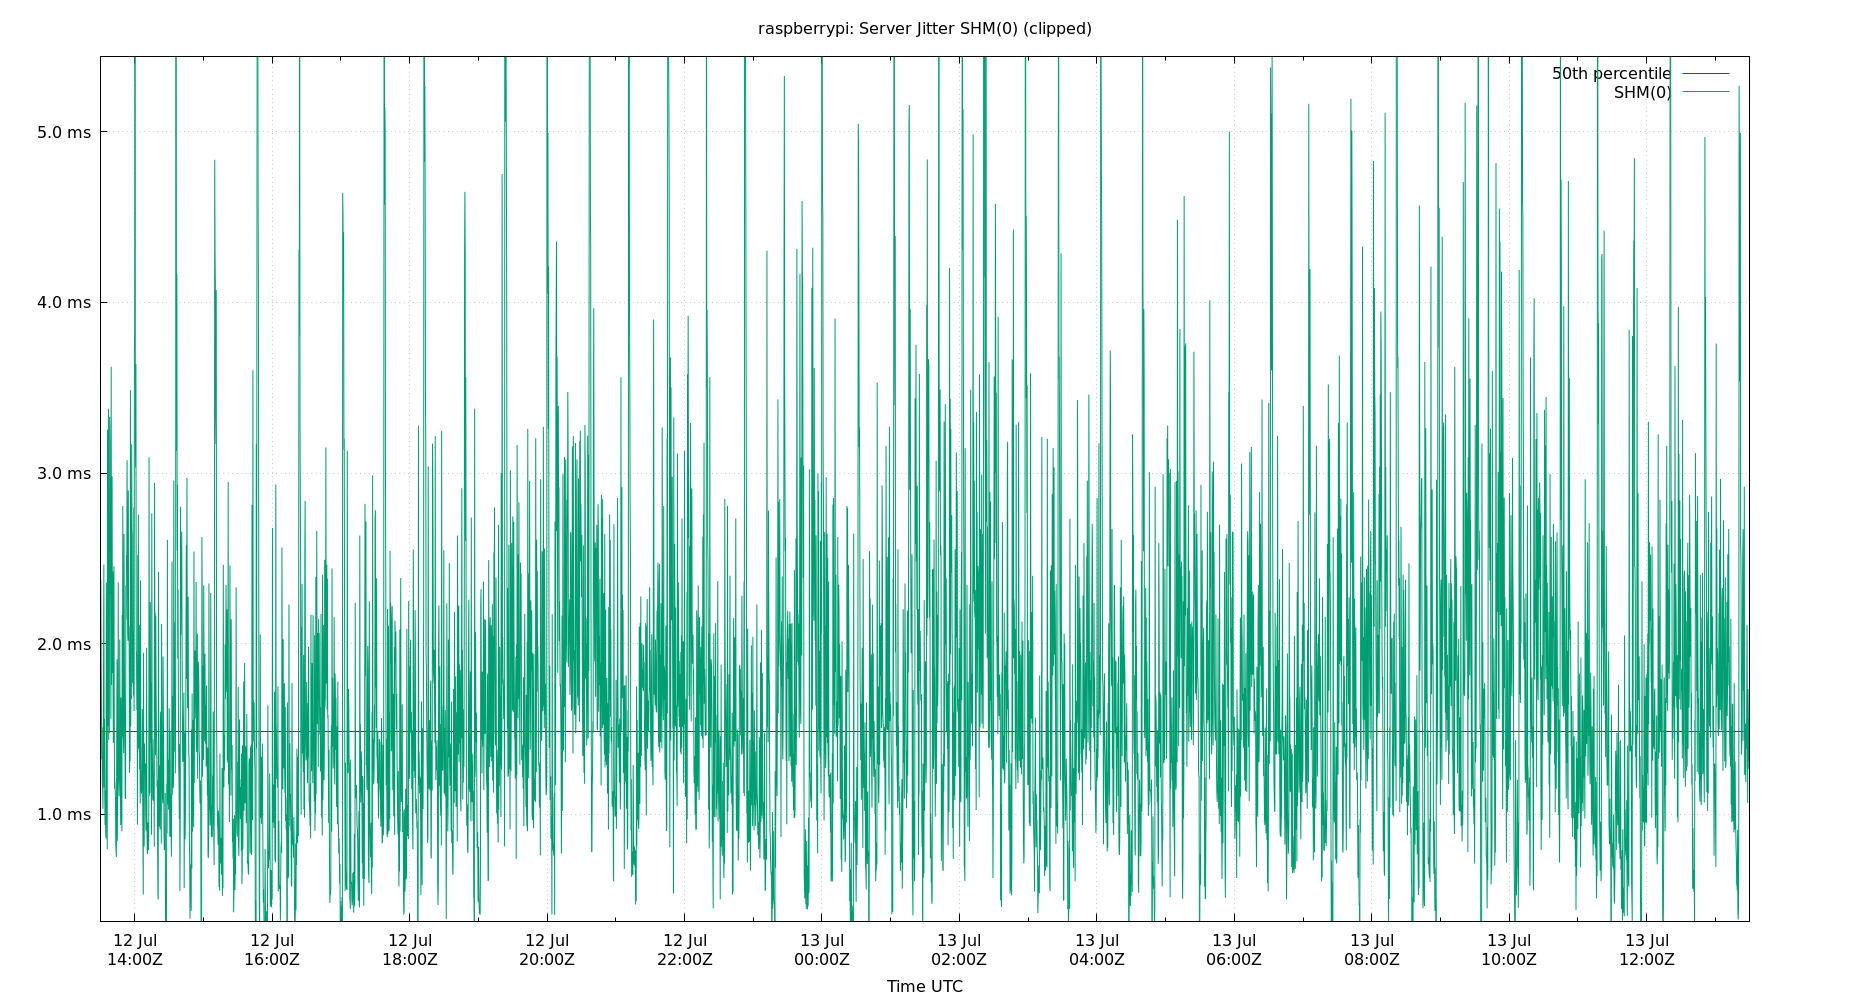 raspberrypi: Server Jitter SHM(0) (clipped)
50th percentile
SHM(0)
5.0 ms
4.0 ms
3.0 ms
2.0 ms
1.0 ms
12 Jul 12 Jul 12 Jul 12 Jul 12 Jul 13 Jul 13 Jul 13 Jul 13 Jul 13 Jul 13 Jul 13 Jul
14:00Z 16:00Z 18:00Z 20:00Z 22:00Z 00:00Z 02:00Z 04:00Z 06:00Z 08:00Z 10:00Z 12:00Z
Time UTC